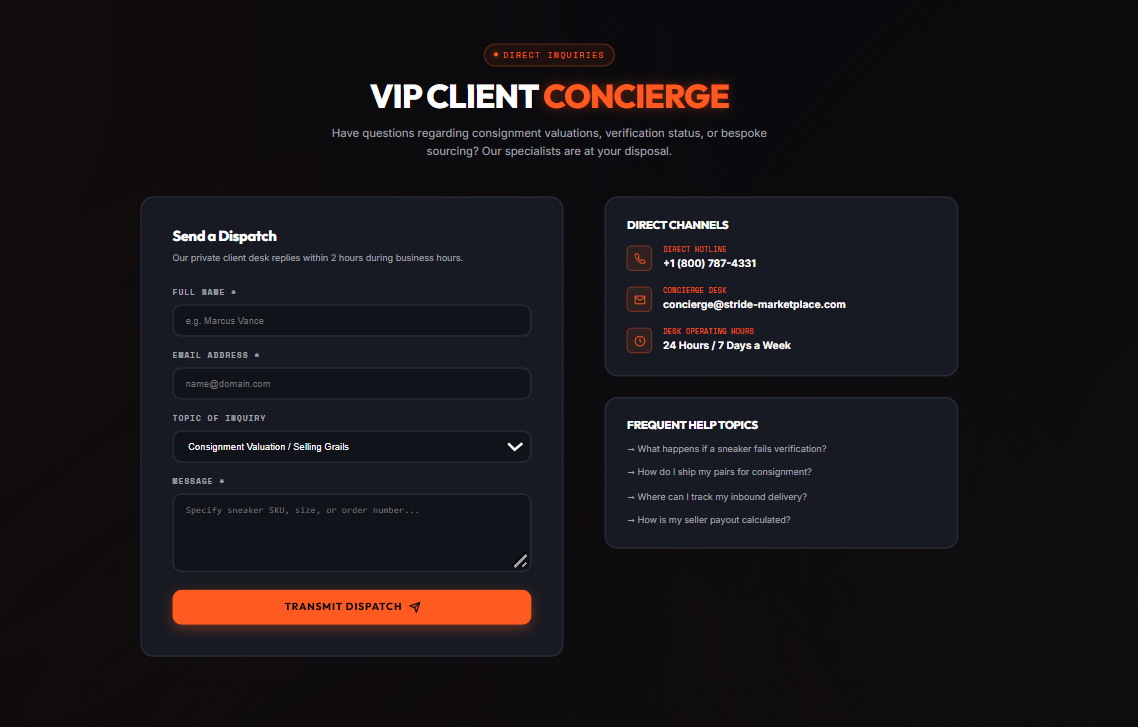 DIRECT INQUIRIES
VIP CLIENT CONCIERGE
Have questions regarding consignment valuations, verification status, or bespoke
sourcing? Our specialists are at your disposal.
Send a Dispatch
Our private client desk replies within 2 hours during business hours.
FULL NAME *
e.g. Marcus Vance
EMAIL ADDRESS *
name@domain.com
TOPIC OF INQUIRY
Consignment Valuation / Selling Grails
MESSAGE *
Specify sneaker SKU, size, or order number...
TRANSMIT DISPATCH
DIRECT CHANNELS
DIRECT HOTLINE
+1 (800) 787-4331
CONCIERGE DESK
concierge@stride-marketplace.com
DESK OPERATING HOURS
24 Hours / 7 Days a Week
FREQUENT HELP TOPICS
→ What happens if a sneaker fails verification?
→ How do I ship my pairs for consignment?
→ Where can I track my inbound delivery?
→ How is my seller payout calculated?